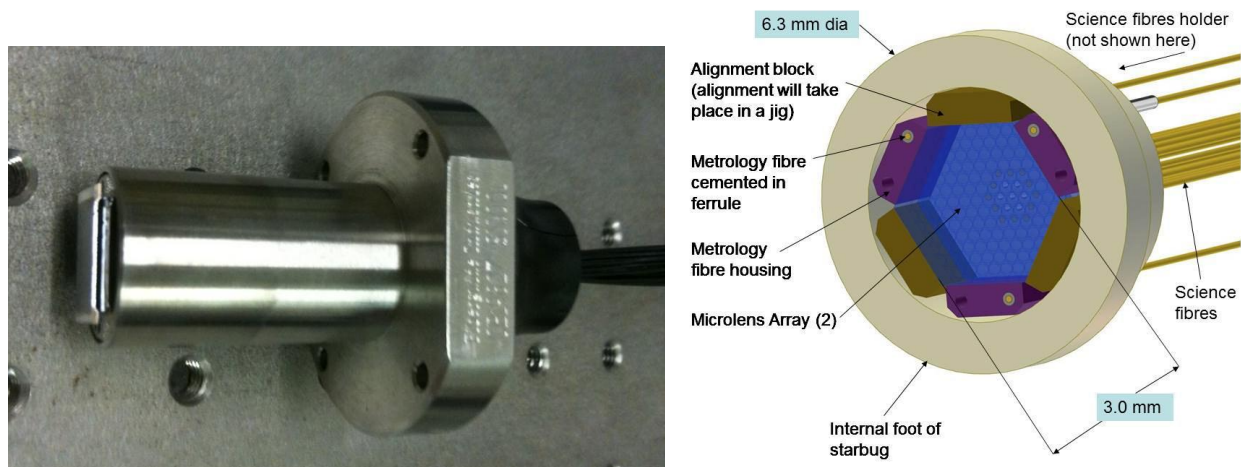 6.3 mm dia
Science fibres holder
(not shown here)
Alignment block
(alignment will take
place in a jig)
Metrology fibre
cemented in
ferrule
Metrology
fibre housing
Microlens Array (2)
Science
fibres
3.0 mm
Internal foot of
starbug